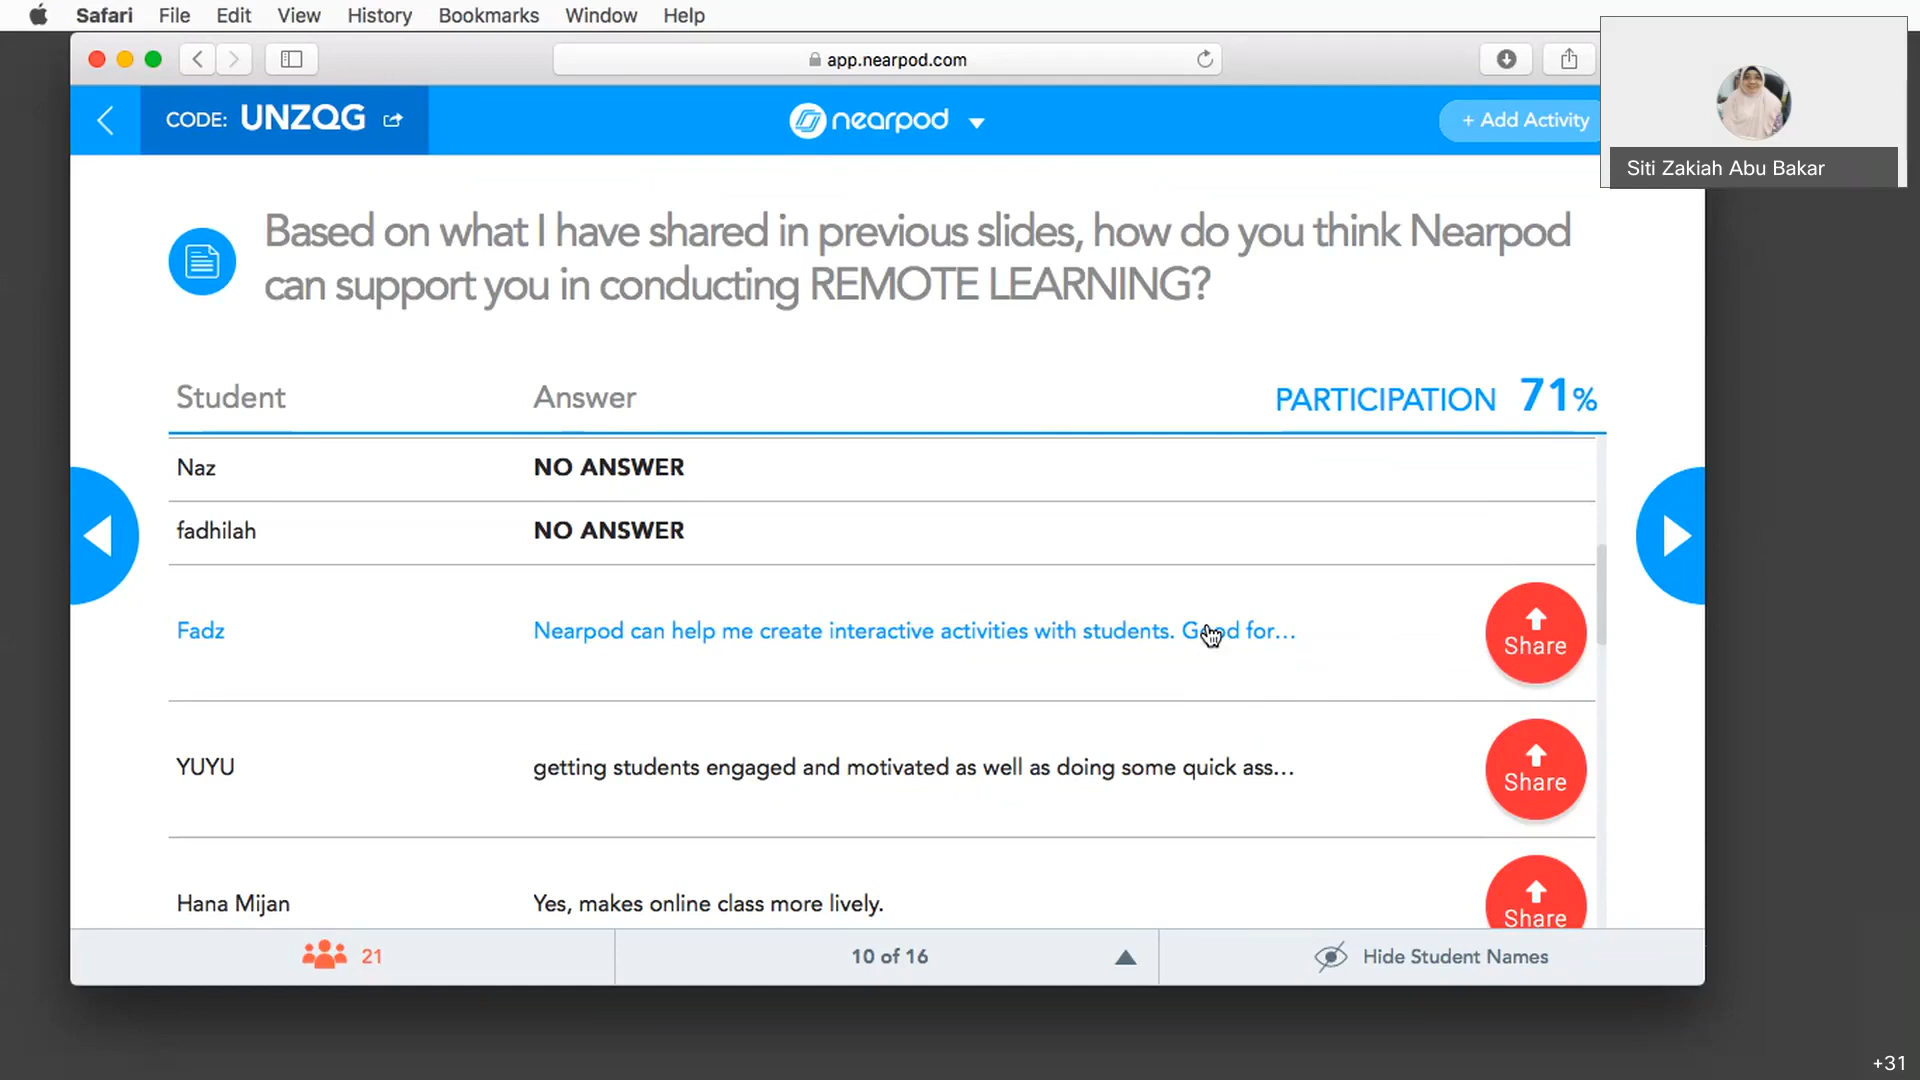 Safari File Edit View History Bookmarks Window Help
app.nearpod.com
CODE: UNZQG
nearpod
+ Add Activity
Siti Zakiah Abu Bakar
Based on what I have shared in previous slides, how do you think Nearpod
can support you in conducting REMOTE LEARNING?
Student Answer PARTICIPATION 71%
Naz NO ANSWER
fadhilah NO ANSWER
Fadz Nearpod can help me create interactive activities with students. Good for...
Share
YUYU getting students engaged and motivated as well as doing some quick ass...
Share
Hana Mijan Yes, makes online class more lively.
Share
21 10 of 16 Hide Student Names
+31